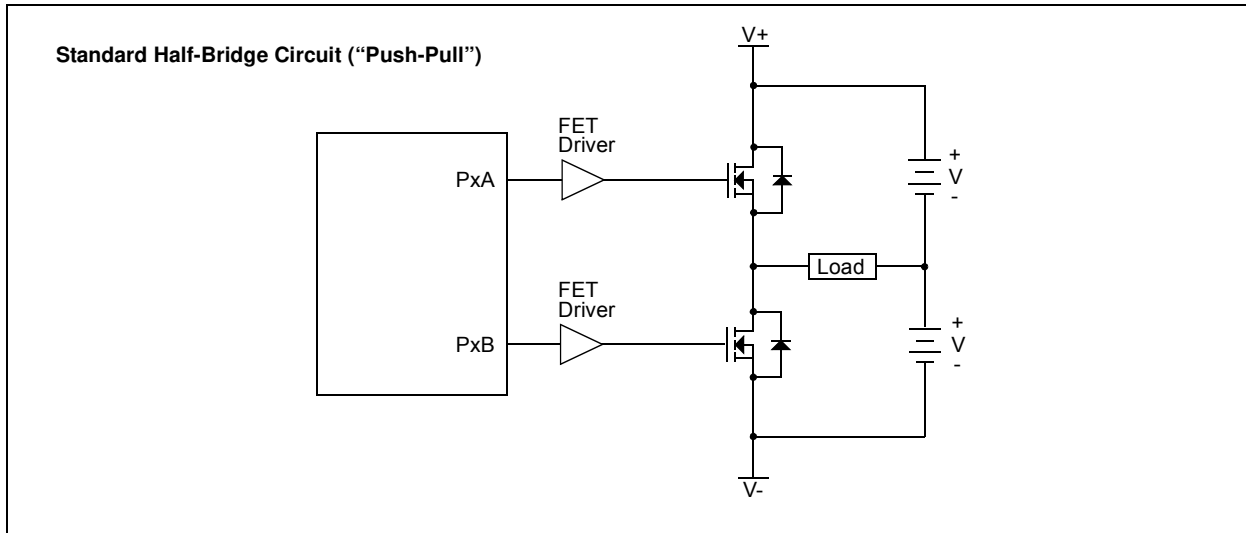 Standard Half-Bridge Circuit (“Push-Pull”)
V+
FET
Driver
PxA
+
V
-
Load
FET
Driver
PxB
+
V
-
V-